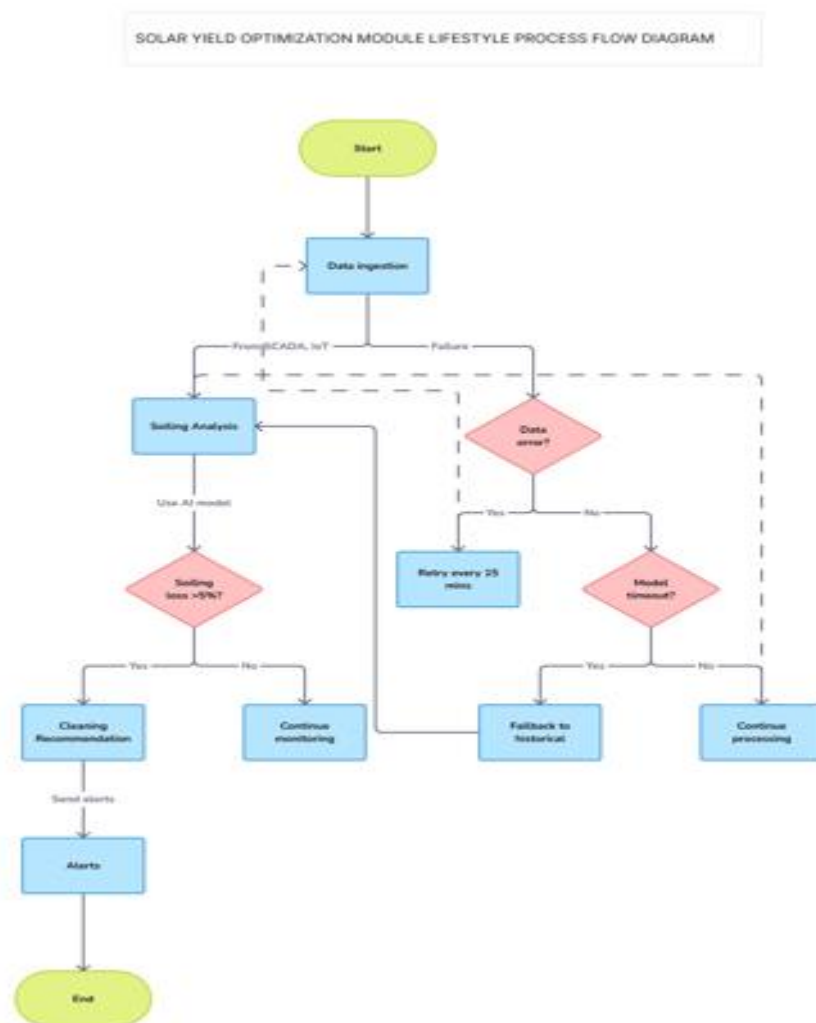 SOLAR YIELD OPTIMIZATION MODULE LIFESTYLE PROCESS FLOW DIAGRAM
Start
Data ingestion
From SCADA, IoT
Failure
Soiling Analysis
Data
error?
Use AI model
Yes
No
Retry every 15
mins
Soiling
loss >5%?
Model
timeout?
Yes
No
Yes
No
Cleaning
Recommendation
Continue
monitoring
Fallback to
historical
Continue
processing
Send alerts
Alerts
End